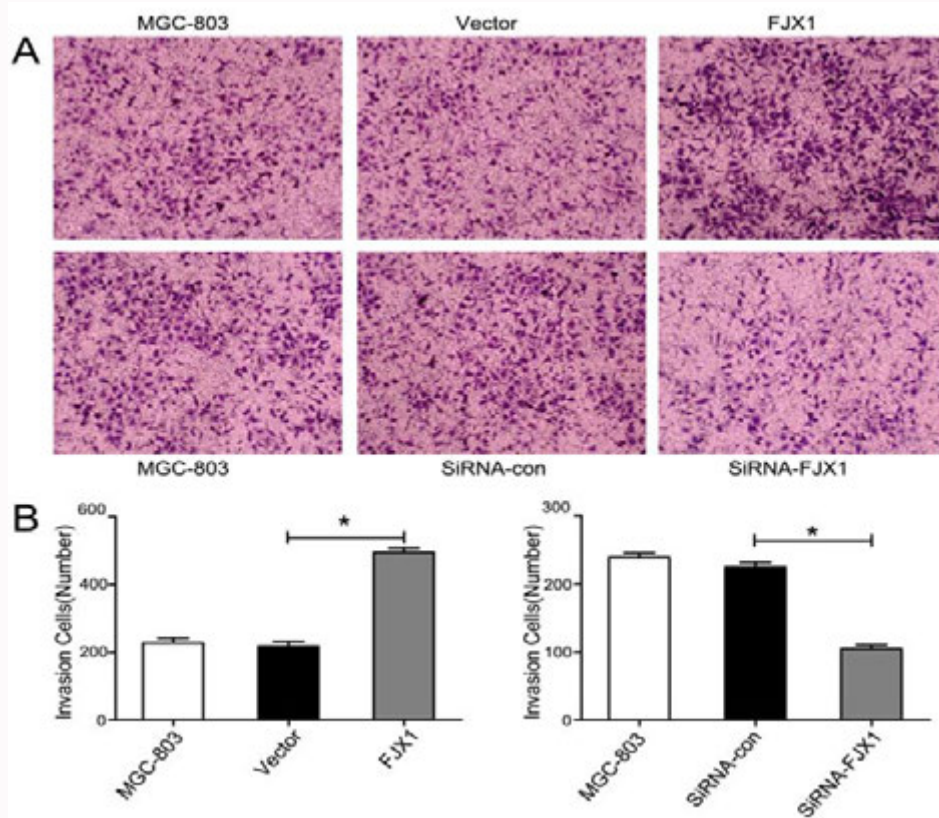 MGC-803 Vector FJX1
A
MGC-803 SiRNA-con SiRNA-FJX1
B
Invasion Cells(Number)
600
400
200
0
*
MGC-803
Vector
FJX1
Invasion Cells(Number)
300
200
100
0
*
MGC-803
SiRNA-con
SiRNA-FJX1